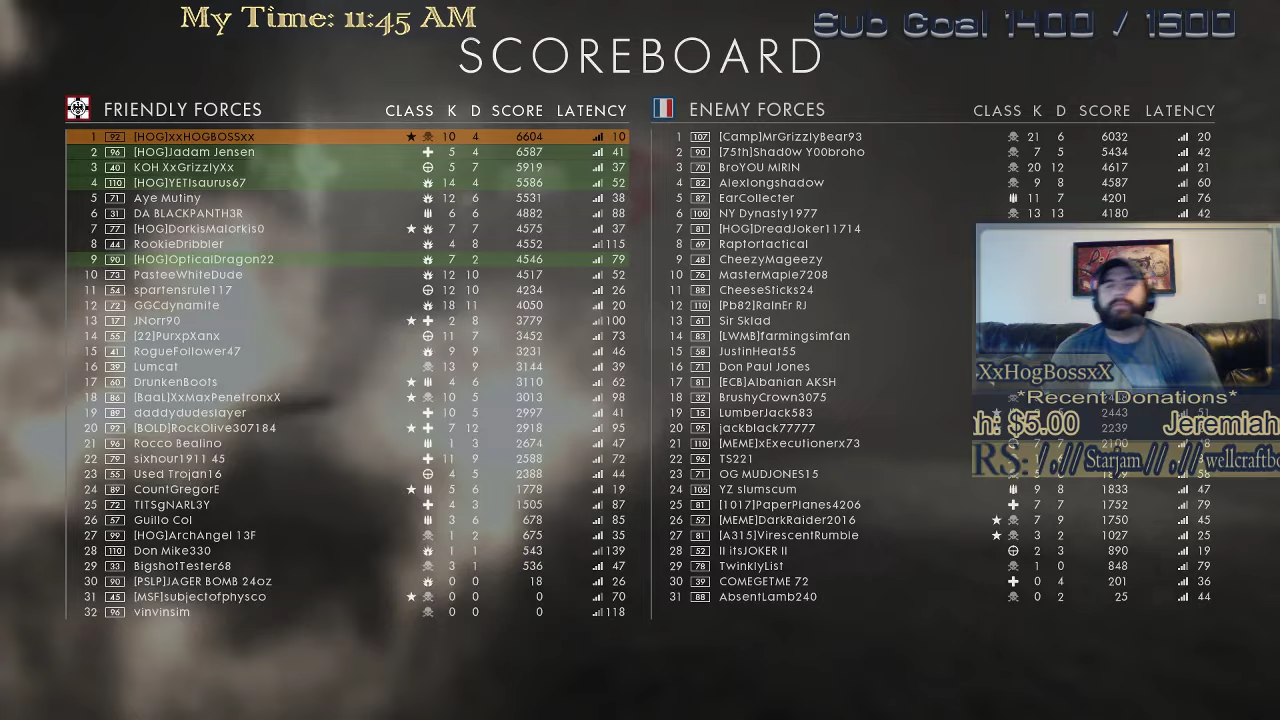 My Time: 11:45 AM
Sub Goal 1400 / 1500
SCOREBOARD
FRIENDLY FORCES CLASS K D SCORE LATENCY
1 92 [HOG]xxHOGBOSSxx 10 4 6604 10
2 96 [HOG]Jadam Jensen 5 4 6587 41
3 40 KOH XxGrizzlyXx 5 7 5919 37
4 110 [HOG]YETIsaurus67 14 4 5586 52
5 71 Aye Mutiny 12 6 5531 38
6 31 DA BLACKPANTH3R 6 6 4882 88
7 77 [HOG]DorkisMalorkis0 7 7 4575 37
8 44 RookieDribbler 4 8 4552 115
9 90 [HOG]OpticalDragon22 7 2 4546 79
10 73 PasteeWhiteDude 12 10 4517 52
11 54 spartensrule117 12 10 4234 26
12 72 GGCdynamite 18 11 4050 20
13 17 JNorr90 2 8 3779 100
14 55 [22]PurxpXanx 11 7 3452 73
15 41 RogueFollower47 9 9 3231 46
16 39 Lumcat 13 9 3144 39
17 60 DrunkenBoots 4 6 3110 62
18 86 [BaaL]XxMaxPenetronxX 10 5 3013 98
19 89 daddydudeslayer 10 5 2997 41
20 92 [BOLD]RockOlive307184 7 12 2918 95
21 96 Rocco Bealino 1 3 2674 47
22 79 sixhour1911 45 11 9 2588 72
23 55 Used Trojan16 4 5 2388 44
24 89 CountGregorE 5 6 1778 19
25 72 TITSgNARL3Y 4 3 1505 87
26 57 Guillo Col 3 6 678 85
27 99 [HOG]ArchAngel 13F 1 2 675 35
28 110 Don Mike330 1 1 543 139
29 33 BigshotTester68 3 1 536 47
30 90 [PSLP]JAGER BOMB 24oz 0 0 18 26
31 45 [MSF]subjectofphysco 0 0 0 70
32 96 vinvinsim 0 0 0 118
ENEMY FORCES CLASS K D SCORE LATENCY
1 107 [Camp]MrGrizzlyBear93 21 6 6032 20
2 90 [75th]Shad0w Y00broho 7 5 5434 42
3 70 BroYOU MIRIN 20 12 4617 21
4 82 Alexlongshadow 9 8 4587 60
5 82 EarCollecter 11 7 4201 76
6 100 NY Dynasty1977 13 13 4180 42
7 81 [HOG]DreadJoker11714
8 69 Raptortactical
9 48 CheezyMageezy
10 76 MasterMaple7208
11 88 CheeseSticks24
12 110 [Pb82]RainEr RJ
13 61 Sir Sklad
14 83 [LWMB]farmingsimfan
15 58 JustinHeat55
16 71 Don Paul Jones
17 81 [ECB]Albanian AKSH
18 32 BrushyCrown3075
19 15 LumberJack583 2443
20 95 jackblack77777 2239
21 110 [MEME]xExecutionerx73 7 7 2100
22 96 TS221
23 71 OG MUDJONES15
24 105 YZ slumscum 9 8 1833 47
25 81 [1017]PaperPlanes4206 7 7 1752 79
26 52 [MEME]DarkRaider2016 7 9 1750 45
27 81 [A315]VirescentRumble 3 2 1027 25
28 52 II itsJOKER II 2 3 890 19
29 78 TwinklyList 1 0 848 79
30 39 COMEGETME 72 0 4 201 36
31 88 AbsentLamb240 0 2 25 44
XxHogBossxX
*Recent Donations*
h: $5.00 Jeremiah
RS: /.// Starjam // .// wellcraftbo